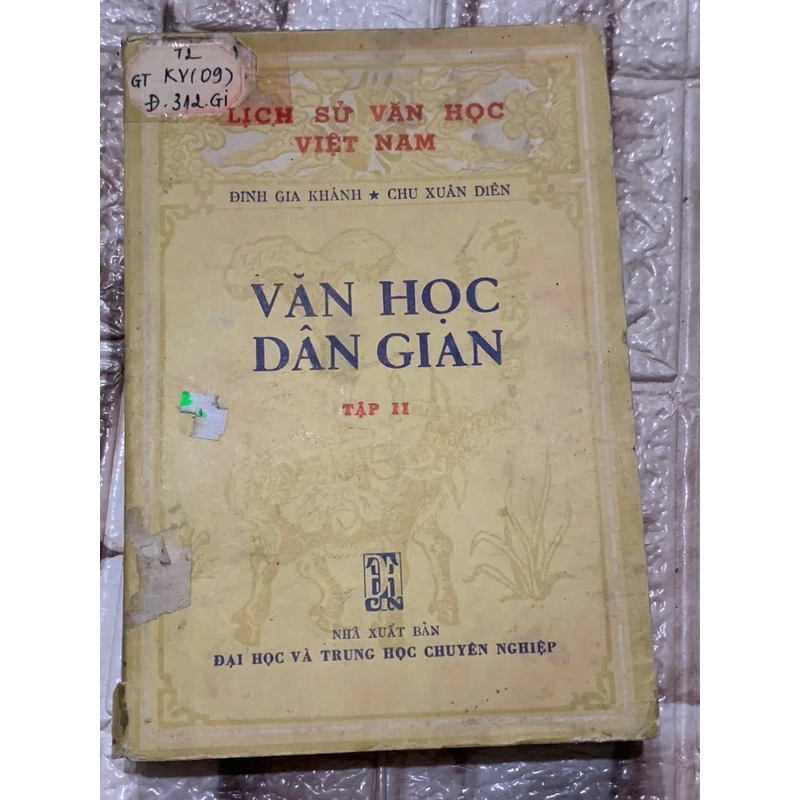 T2
GT KV(09)
Đ.312.Gi
LỊCH SỬ VĂN HỌC
VIỆT NAM
ĐINH GIA KHÁNH ★ CHU XUÂN DIÊN
VĂN HỌC
DÂN GIAN
TẬP II
NHÀ XUẤT BẢN
ĐẠI HỌC VÀ TRUNG HỌC CHUYÊN NGHIỆP